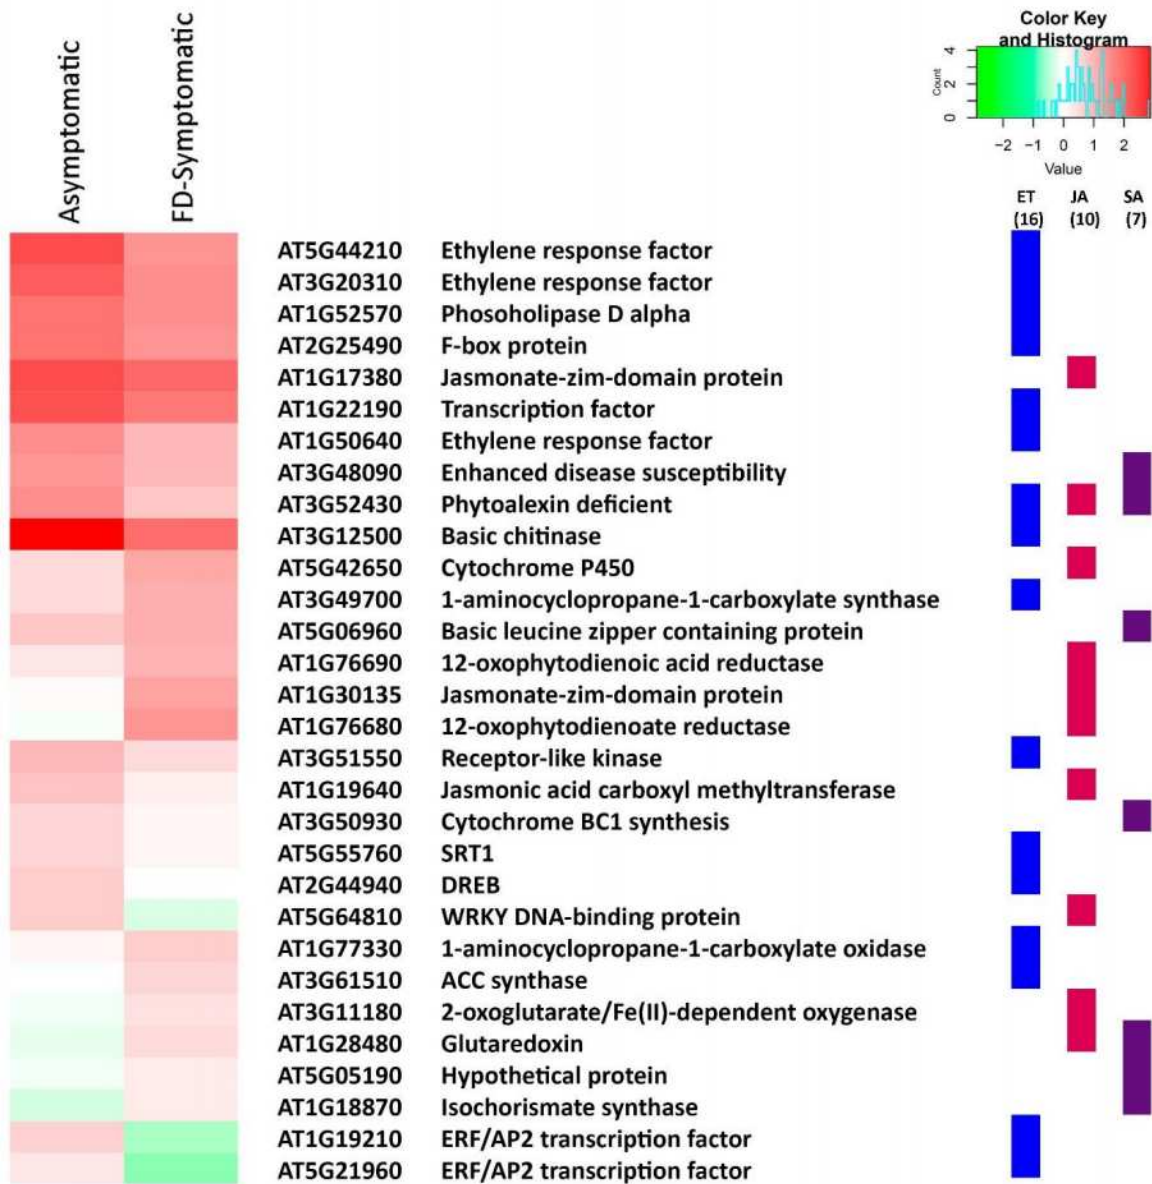 Asymptomatic
FD-Symptomatic
Color Key
and Histogram
Count
0 2 4
−2 −1 0 1 2
Value
ET JA SA
(16) (10) (7)
AT5G44210 Ethylene response factor
AT3G20310 Ethylene response factor
AT1G52570 Phosoholipase D alpha
AT2G25490 F-box protein
AT1G17380 Jasmonate-zim-domain protein
AT1G22190 Transcription factor
AT1G50640 Ethylene response factor
AT3G48090 Enhanced disease susceptibility
AT3G52430 Phytoalexin deficient
AT3G12500 Basic chitinase
AT5G42650 Cytochrome P450
AT3G49700 1-aminocyclopropane-1-carboxylate synthase
AT5G06960 Basic leucine zipper containing protein
AT1G76690 12-oxophytodienoic acid reductase
AT1G30135 Jasmonate-zim-domain protein
AT1G76680 12-oxophytodienoate reductase
AT3G51550 Receptor-like kinase
AT1G19640 Jasmonic acid carboxyl methyltransferase
AT3G50930 Cytochrome BC1 synthesis
AT5G55760 SRT1
AT2G44940 DREB
AT5G64810 WRKY DNA-binding protein
AT1G77330 1-aminocyclopropane-1-carboxylate oxidase
AT3G61510 ACC synthase
AT3G11180 2-oxoglutarate/Fe(II)-dependent oxygenase
AT1G28480 Glutaredoxin
AT5G05190 Hypothetical protein
AT1G18870 Isochorismate synthase
AT1G19210 ERF/AP2 transcription factor
AT5G21960 ERF/AP2 transcription factor